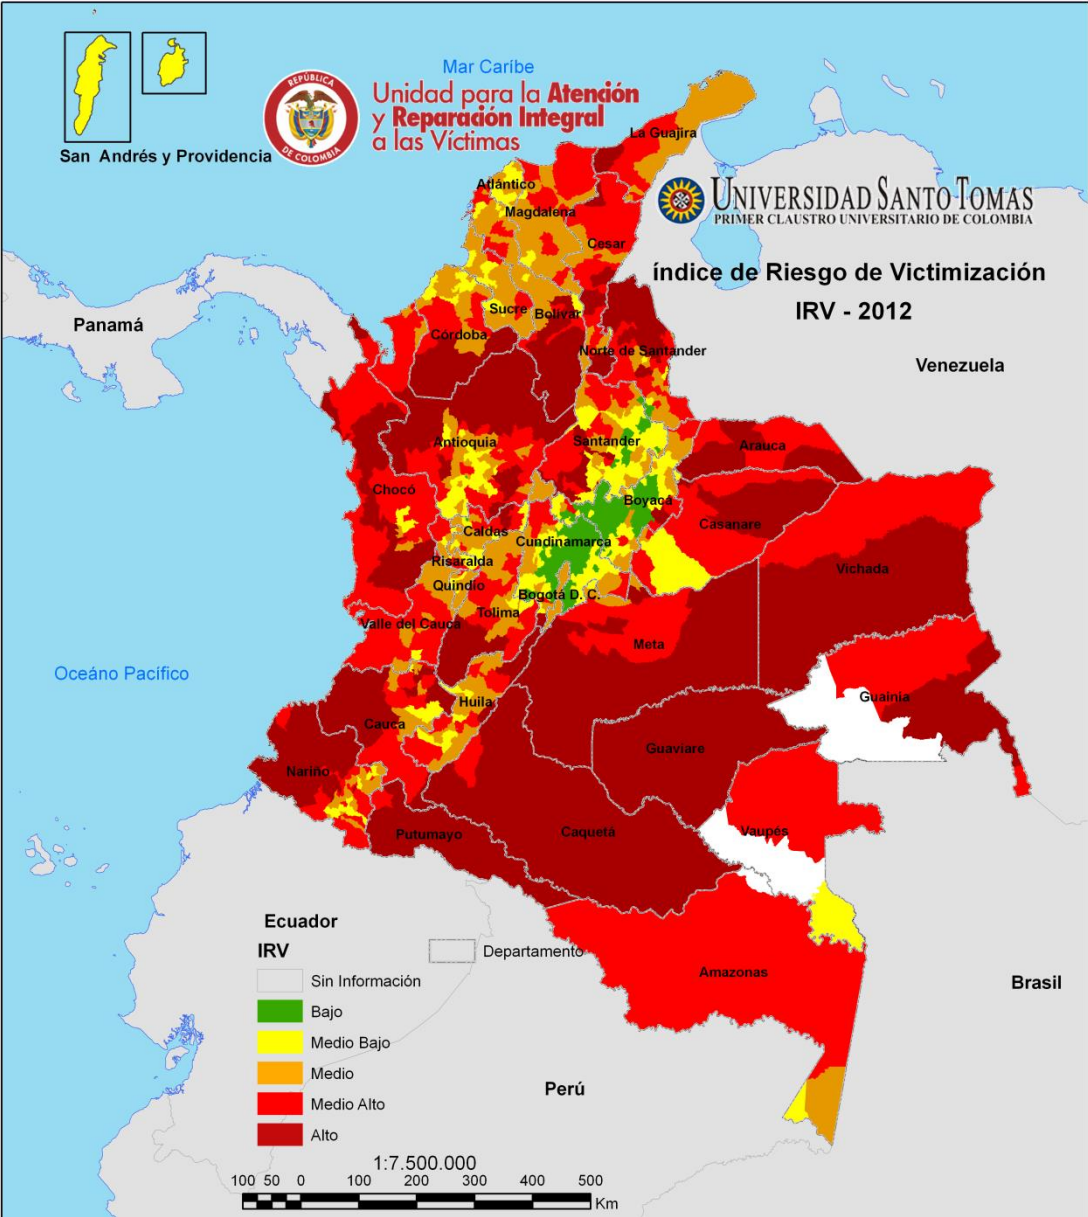 Mar Caribe
REPÚBLICA
DE COLOMBIA
Unidad para la Atención
y Reparación Integral
a las Víctimas
San Andrés y Providencia
La Guajira
UNIVERSIDAD SANTO TOMAS
PRIMER CLAUSTRO UNIVERSITARIO DE COLOMBIA
Atlántico
Magdalena
Cesar
índice de Riesgo de Victimización
IRV - 2012
Panamá
Sucre
Bolívar
Córdoba
Norte de Santander
Venezuela
Antioquia
Santander
Arauca
Chocó
Boyacá
Casanare
Caldas
Cundinamarca
Risaralda
Vichada
Quindío
Bogotá D. C.
Tolima
Valle del Cauca
Meta
Oceáno Pacífico
Huila
Guainía
Cauca
Guaviare
Nariño
Putumayo
Caquetá
Vaupés
Ecuador
IRV
Departamento
Amazonas
Brasil
Sin Información
Bajo
Medio Bajo
Medio
Perú
Medio Alto
Alto
1:7.500.000
100 50 0 100 200 300 400 500
Km